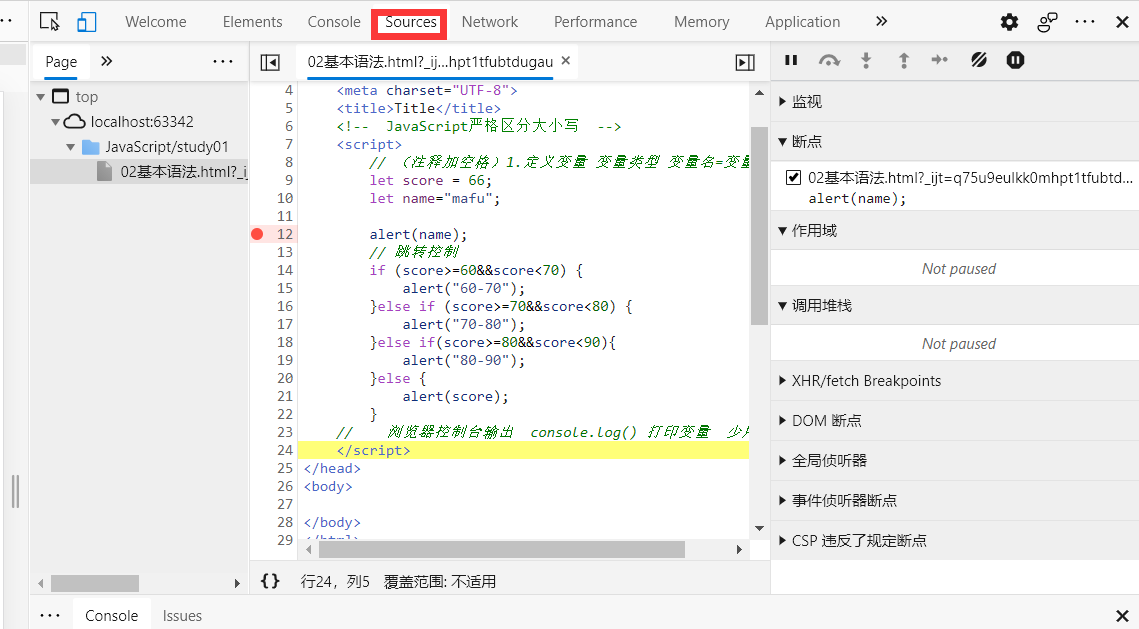 Welcome Elements Console Sources Network Performance Memory Application
Page
02基本语法.html?_ij...hpt1tfubtdugau
top
localhost:63342
JavaScript/study01
02基本语法.html?_ij
4 <meta charset="UTF-8">
5 <title>Title</title>
6 <!-- JavaScript严格区分大小写 -->
7 <script>
8 // （注释加空格）1.定义变量 变量类型 变量名=变量
9 let score = 66;
10 let name="mafu";
11
12 alert(name);
13 // 跳转控制
14 if (score>=60&&score<70) {
15 alert("60-70");
16 }else if (score>=70&&score<80) {
17 alert("70-80");
18 }else if(score>=80&&score<90){
19 alert("80-90");
20 }else {
21 alert(score);
22 }
23 // 浏览器控制台输出 console.log() 打印变量 少用
24 </script>
25 </head>
26 <body>
27
28 </body>
29 </html>
{} 行24，列5 覆盖范围: 不适用
监视
断点
02基本语法.html?_ijt=q75u9eulkk0mhpt1tfubtd...
alert(name);
作用域
Not paused
调用堆栈
Not paused
XHR/fetch Breakpoints
DOM 断点
全局侦听器
事件侦听器断点
CSP 违反了规定断点
Console Issues